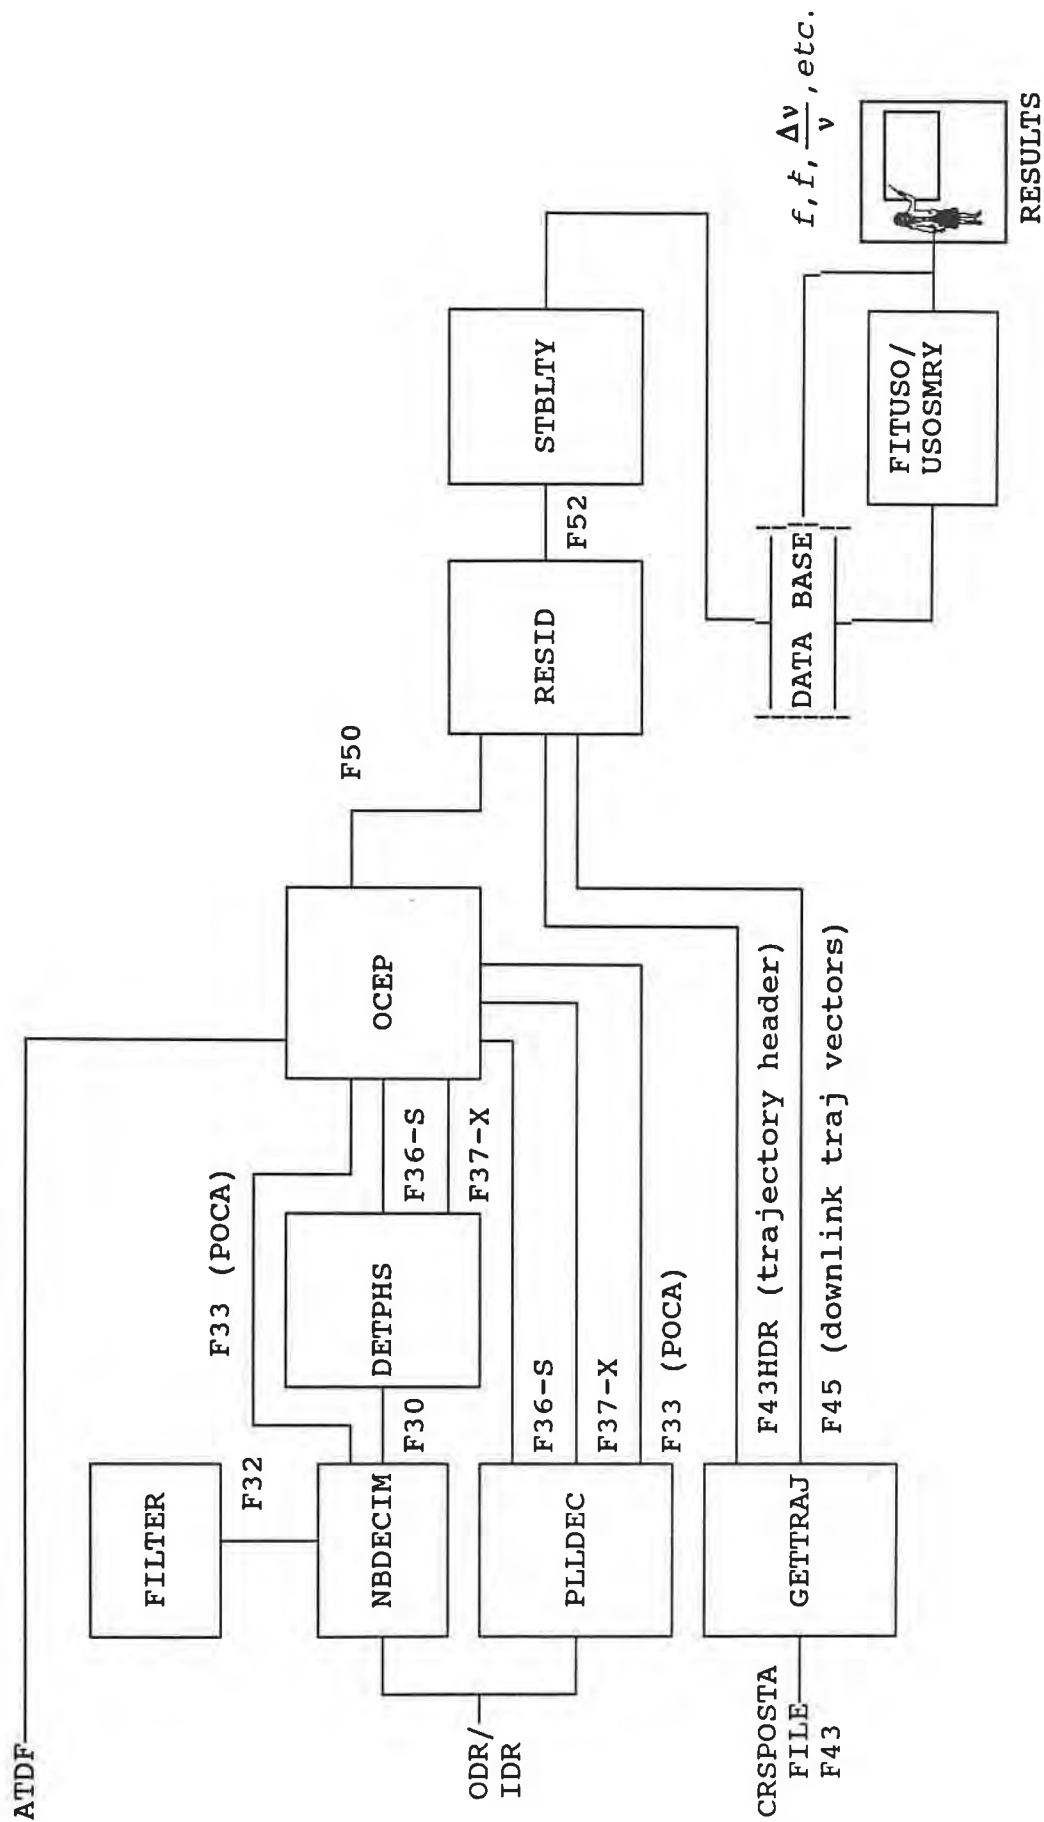 ATDF
FILTER
F32
F33 (POCA)
NBDECIM
F30
DETPHS
F36-S
F37-X
OCEP
F50
ODR/
IDR
PLLDEC
F36-S
F37-X
F33 (POCA)
RESID
F52
STBLTY
CRSPOSTA
FILE
F43
GETTRAJ
F43HDR (trajectory header)
F45 (downlink traj vectors)
DATA BASE
FITUSO/
USOSMRY
f, ḟ, Δν/ν, etc.
RESULTS